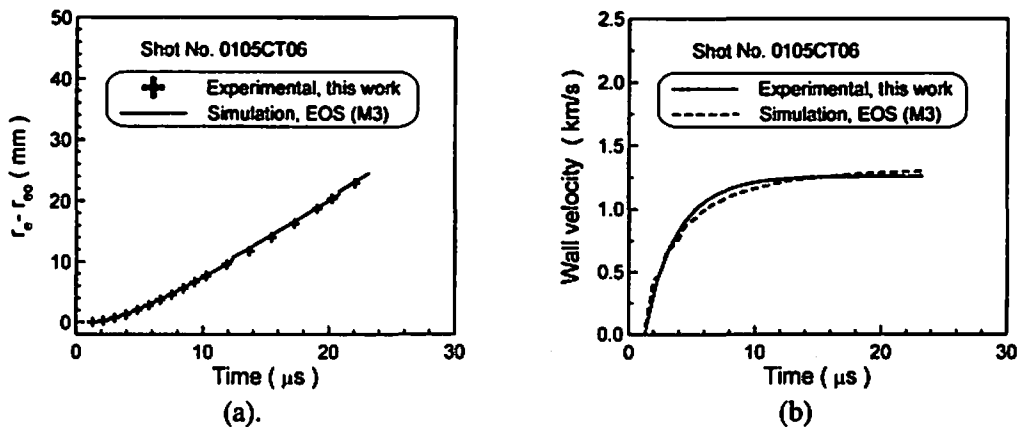 50
40
30
20
10
0
r_e - r_eo ( mm )
Shot No. 0105CT06
Experimental, this work
Simulation, EOS (M3)
0 10 20 30
Time ( μs )
(a).
2.5
2.0
1.5
1.0
0.5
0.0
Wall velocity ( km/s )
Shot No. 0105CT06
Experimental, this work
Simulation, EOS (M3)
0 10 20 30
Time ( μs )
(b)